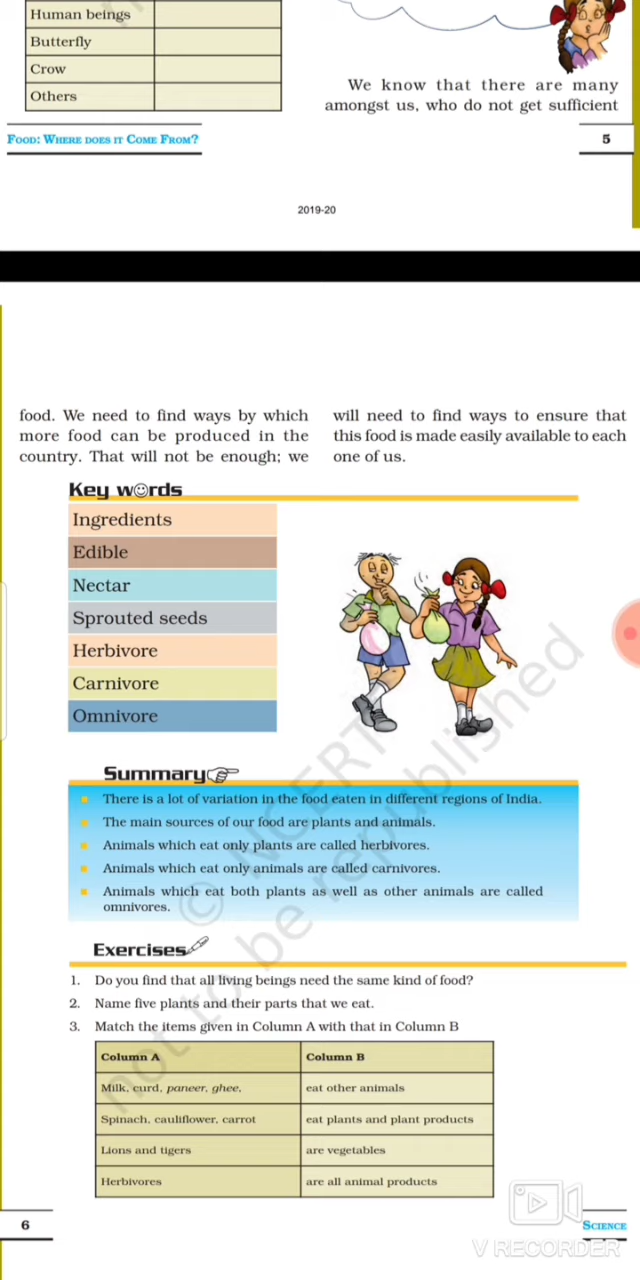 Human beings
Butterfly
Crow
Others
We know that there are many
amongst us, who do not get sufficient
FOOD: WHERE DOES IT COME FROM?
5
2019-20
food. We need to find ways by which
more food can be produced in the
country. That will not be enough; we
will need to find ways to ensure that
this food is made easily available to each
one of us.
Key words
Ingredients
Edible
Nectar
Sprouted seeds
Herbivore
Carnivore
Omnivore
Summary
There is a lot of variation in the food eaten in different regions of India.
The main sources of our food are plants and animals.
Animals which eat only plants are called herbivores.
Animals which eat only animals are called carnivores.
Animals which eat both plants as well as other animals are called
omnivores.
Exercises
1. Do you find that all living beings need the same kind of food?
2. Name five plants and their parts that we eat.
3. Match the items given in Column A with that in Column B
Column A Column B
Milk, curd, paneer, ghee, eat other animals
Spinach, cauliflower, carrot eat plants and plant products
Lions and tigers are vegetables
Herbivores are all animal products
6
SCIENCE
© NCERT
not to be republished
V RECORDER